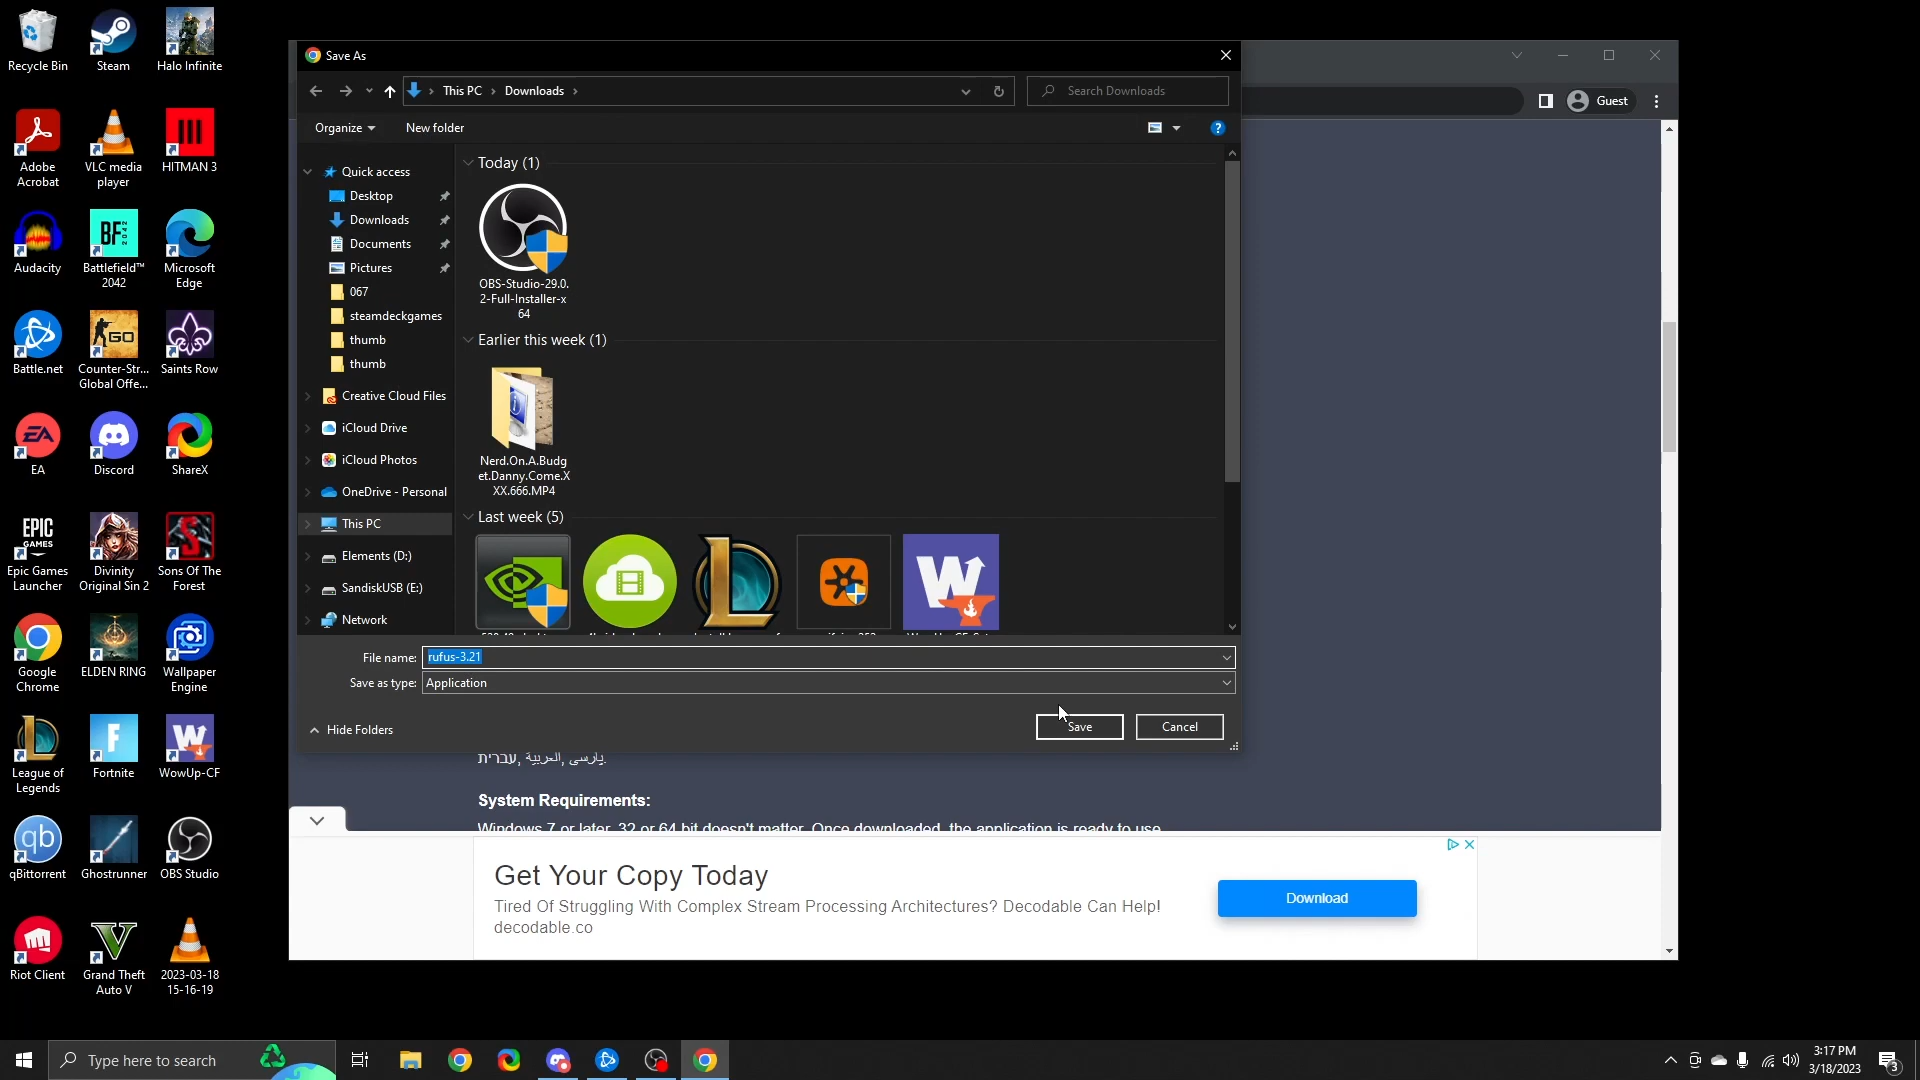 Recycle Bin
Steam
Halo Infinite
Adobe
Acrobat
VLC media
player
HITMAN 3
Audacity
BF
2042
Battlefield™
2042
Microsoft
Edge
Battle.net
GO
Counter-Str...
Global Offe...
Saints Row
EA
EA
Discord
ShareX
EPIC
GAMES
Epic Games
Launcher
Divinity
Original Sin 2
Sons Of The
Forest
Google
Chrome
ELDEN RING
Wallpaper
Engine
League of
Legends
Fortnite
WowUp-CF
qb
qBittorrent
Ghostrunner
OBS Studio
Riot Client
Grand Theft
Auto V
2023-03-18
15-16-19
Save As
This PC
Downloads
Search Downloads
Guest
Organize
New folder
Quick access
Desktop
Downloads
Documents
Pictures
067
steamdeckgames
thumb
thumb
Creative Cloud Files
iCloud Drive
iCloud Photos
OneDrive - Personal
This PC
Elements (D:)
SandiskUSB (E:)
Network
Today (1)
OBS-Studio-29.0.
2-Full-Installer-x
64
Earlier this week (1)
Nerd.On.A.Budg
et.Danny.Come.X
XX.666.MP4
Last week (5)
File name: rufus-3.21
Save as type: Application
Hide Folders
Save
Cancel
پارسی, العربية, עברית.
System Requirements:
Windows 7 or later, 32 or 64 bit doesn't matter. Once downloaded, the application is ready to use.
Get Your Copy Today
Tired Of Struggling With Complex Stream Processing Architectures? Decodable Can Help!
decodable.co
Download
Type here to search
3:17 PM
3/18/2023
3